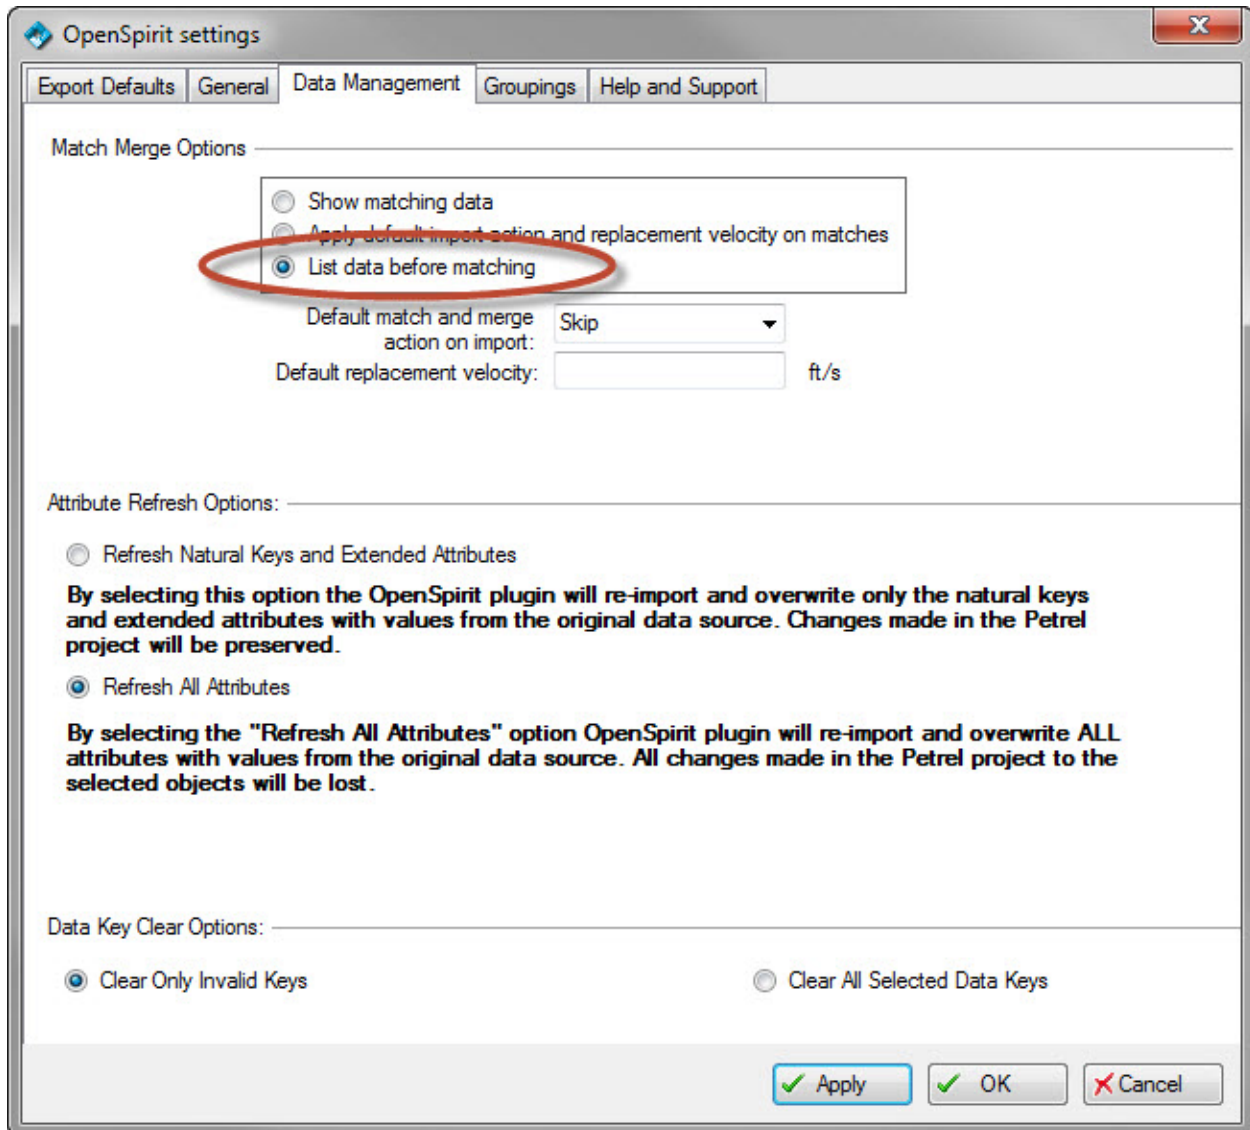 OpenSpirit settings
Export Defaults General Data Management Groupings Help and Support
Match Merge Options
Show matching data
Apply default import action and replacement velocity on matches
List data before matching
Default match and merge
action on import:
Skip
Default replacement velocity:
ft/s
Attribute Refresh Options:
Refresh Natural Keys and Extended Attributes
By selecting this option the OpenSpirit plugin will re-import and overwrite only the natural keys
and extended attributes with values from the original data source. Changes made in the Petrel
project will be preserved.
Refresh All Attributes
By selecting the "Refresh All Attributes" option OpenSpirit plugin will re-import and overwrite ALL
attributes with values from the original data source. All changes made in the Petrel project to the
selected objects will be lost.
Data Key Clear Options:
Clear Only Invalid Keys Clear All Selected Data Keys
Apply OK Cancel